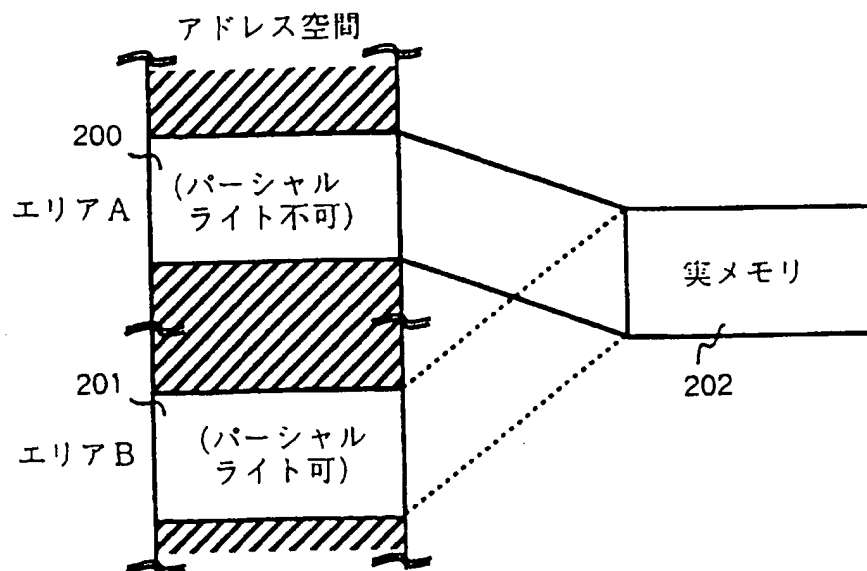 アドレス空間
200
エリアA
(パーシャル
ライト不可)
実メモリ
202
201
エリアB
(パーシャル
ライト可)